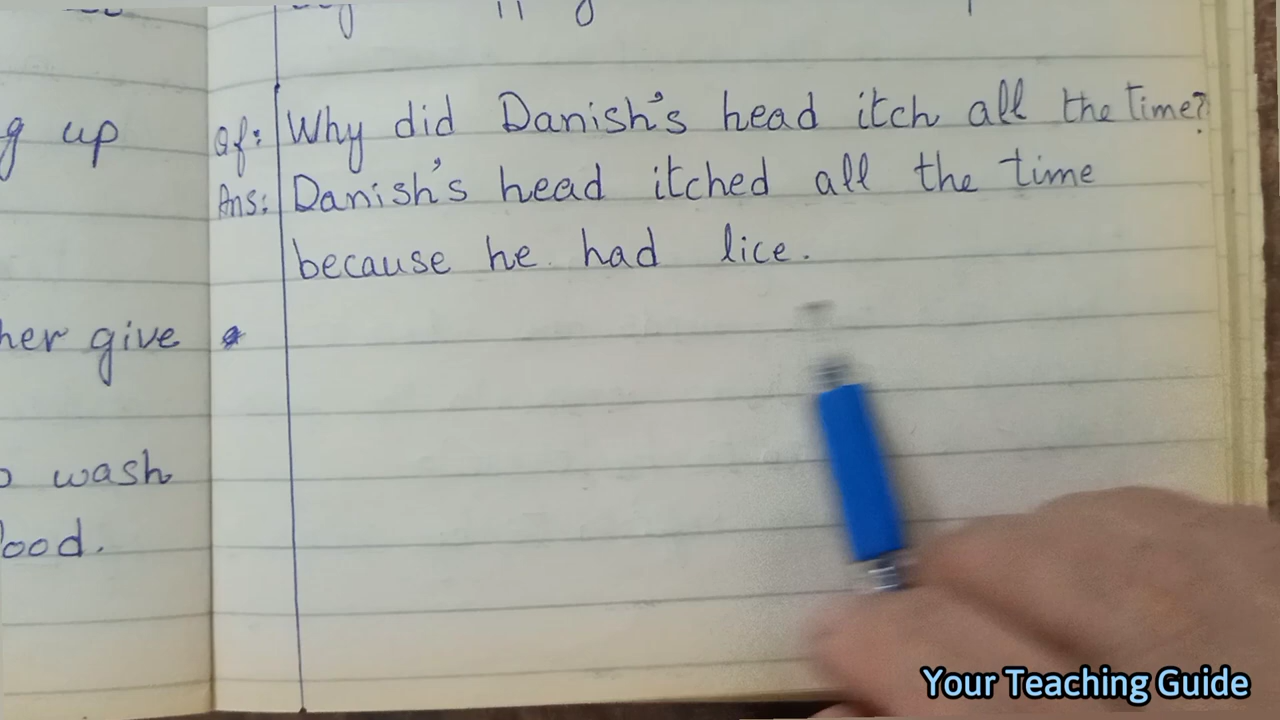 g up
her give
wash
ood.
Qf: Why did Danish's head itch all the time?
Ans: Danish's head itched all the time
because he had lice.
Your Teaching Guide